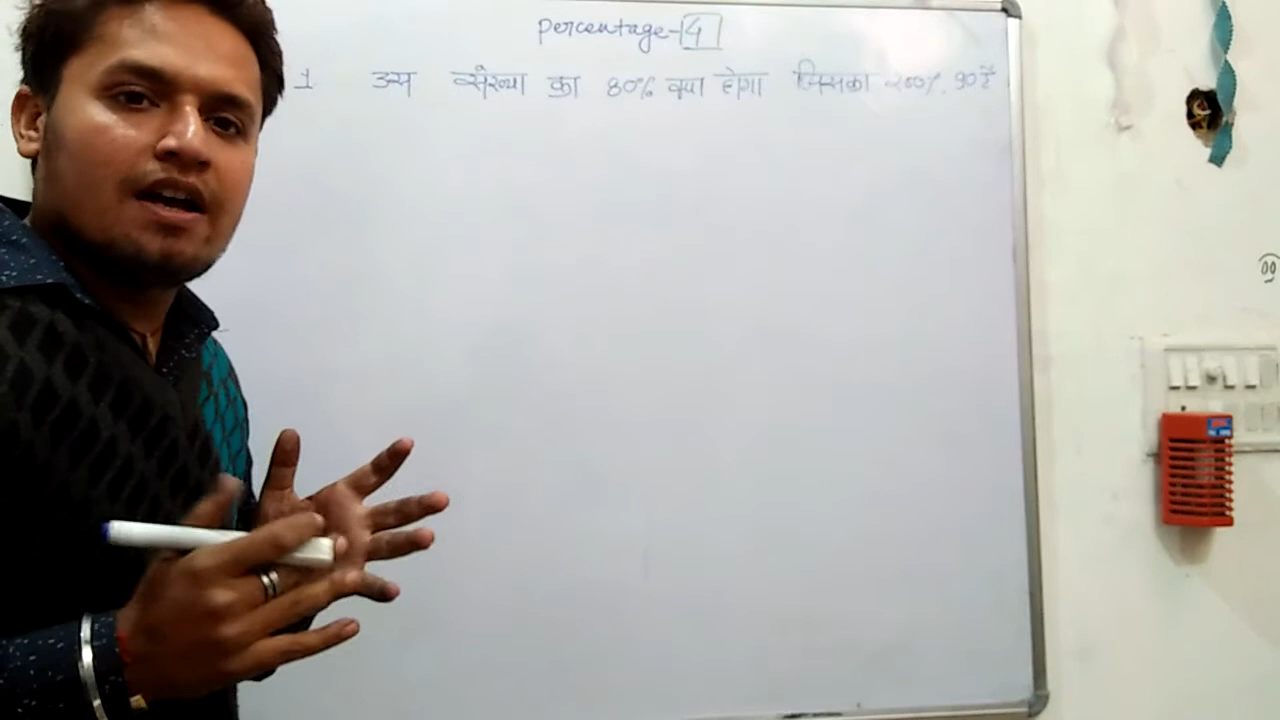 Percentage-4
1 उस संख्या का 80% क्या होगा जिसका 200% 90 है